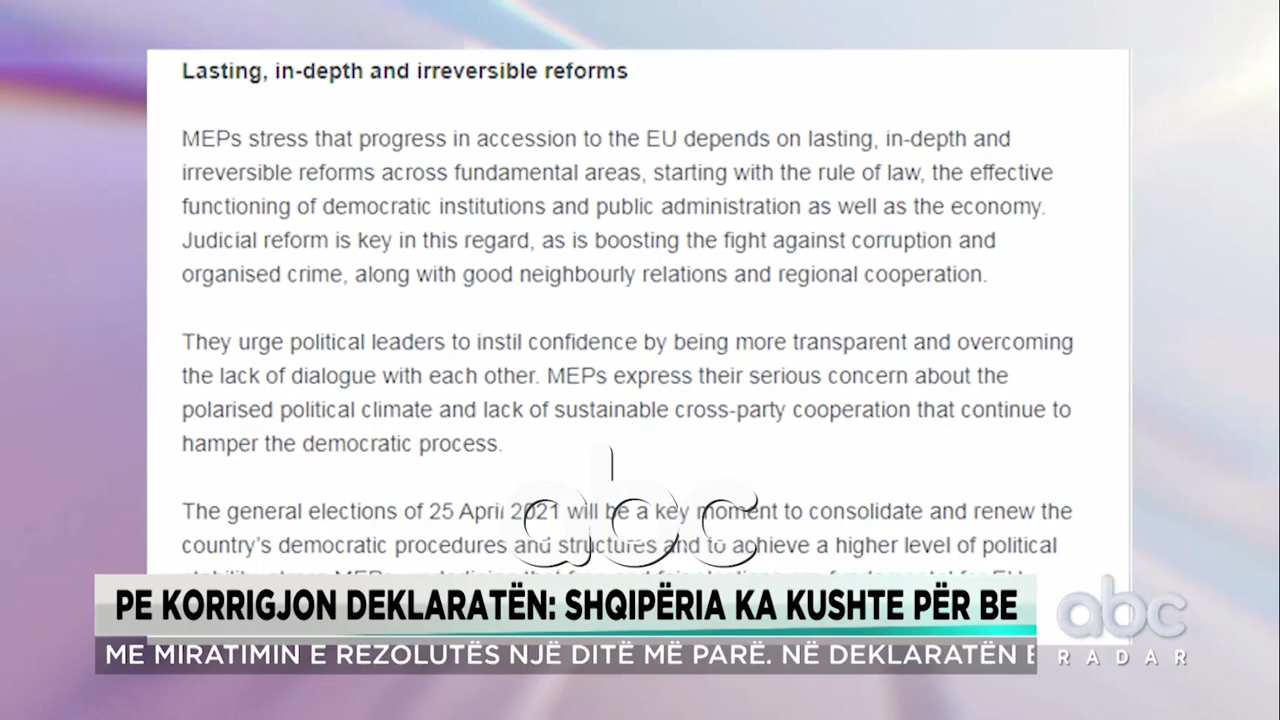 Lasting, in-depth and irreversible reforms
MEPs stress that progress in accession to the EU depends on lasting, in-depth and
irreversible reforms across fundamental areas, starting with the rule of law, the effective
functioning of democratic institutions and public administration as well as the economy.
Judicial reform is key in this regard, as is boosting the fight against corruption and
organised crime, along with good neighbourly relations and regional cooperation.
They urge political leaders to instil confidence by being more transparent and overcoming
the lack of dialogue with each other. MEPs express their serious concern about the
polarised political climate and lack of sustainable cross-party cooperation that continue to
hamper the democratic process.
The general elections of 25 April 2021 will be a key moment to consolidate and renew the
country's democratic procedures and structures and to achieve a higher level of political
abc
PE KORRIGJON DEKLARATËN: SHQIPËRIA KA KUSHTE PËR BE
ME MIRATIMIN E REZOLUTËS NJË DITË MË PARË. NË DEKLARATËN E
abc
RADAR